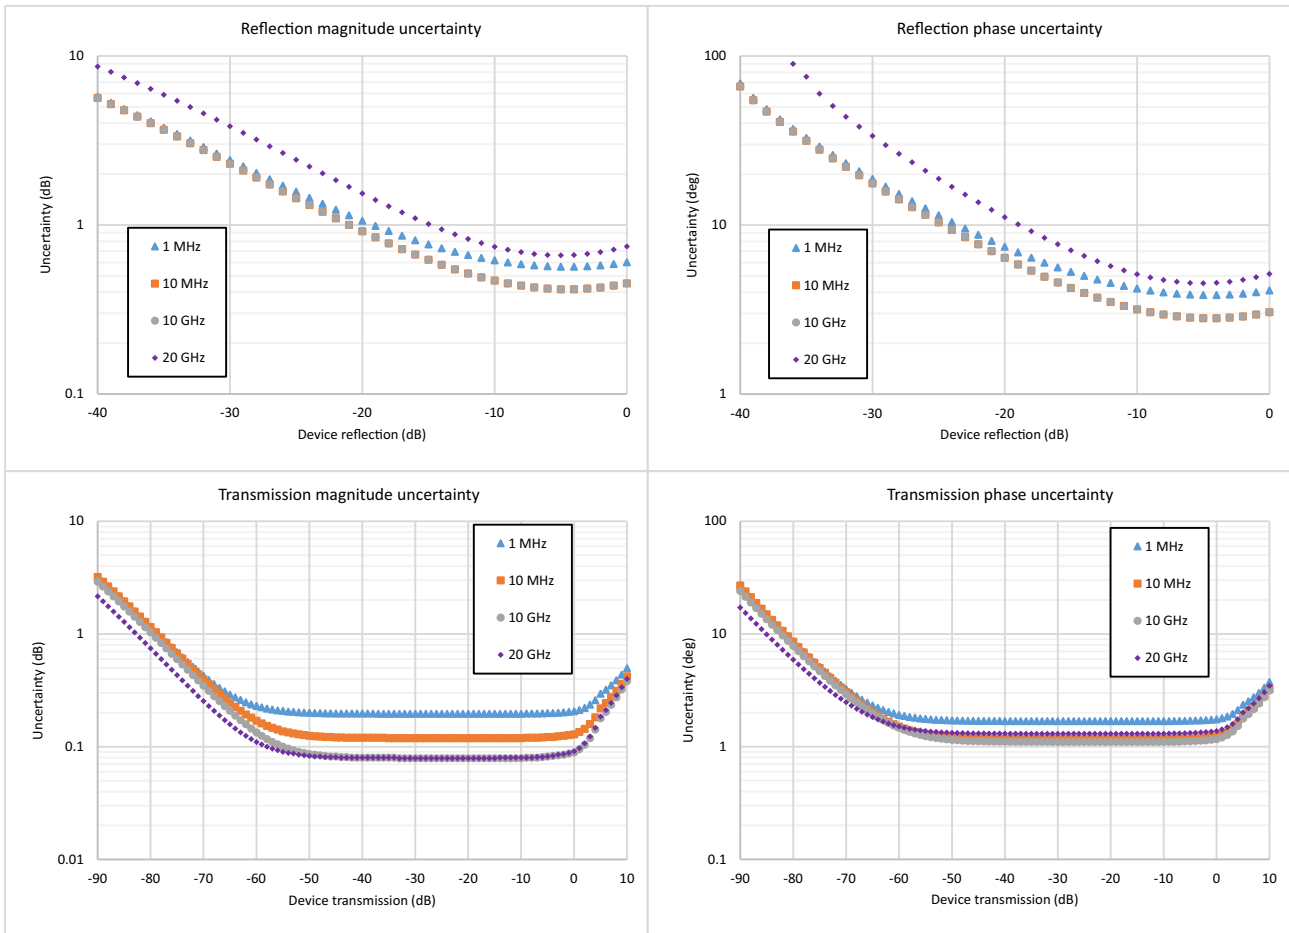 Reflection magnitude uncertainty
10
1
0.1
Uncertainty (dB)
1 MHz
10 MHz
10 GHz
20 GHz
-40 -30 -20 -10 0
Device reflection (dB)
Reflection phase uncertainty
100
10
1
Uncertainty (deg)
1 MHz
10 MHz
10 GHz
20 GHz
-40 -30 -20 -10 0
Device reflection (dB)
Transmission magnitude uncertainty
10
1
0.1
0.01
Uncertainty (dB)
1 MHz
10 MHz
10 GHz
20 GHz
-90 -80 -70 -60 -50 -40 -30 -20 -10 0 10
Device transmission (dB)
Transmission phase uncertainty
100
10
1
0.1
Uncertainty (deg)
1 MHz
10 MHz
10 GHz
20 GHz
-90 -80 -70 -60 -50 -40 -30 -20 -10 0 10
Device transmission (dB)